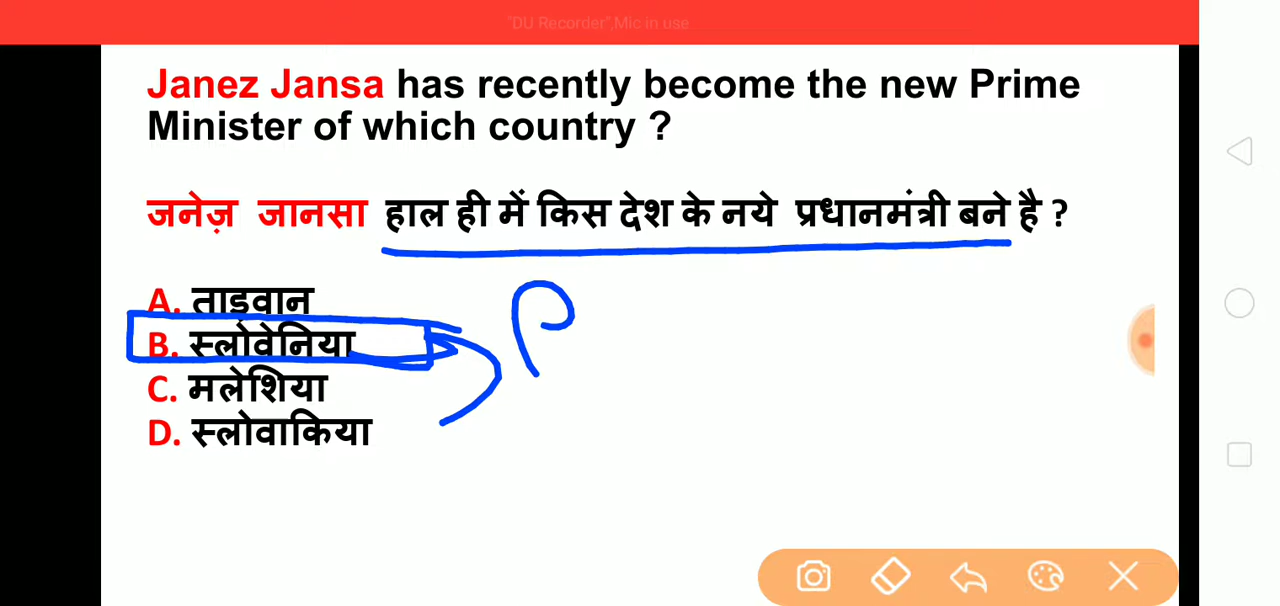 "DU Recorder",Mic in use
Janez Jansa has recently become the new Prime
Minister of which country ?
जनेज़ जानसा हाल ही में किस देश के नये प्रधानमंत्री बने है ?
A. ताइवान
B. स्लोवेनिया
C. मलेशिया
D. स्लोवाकिया